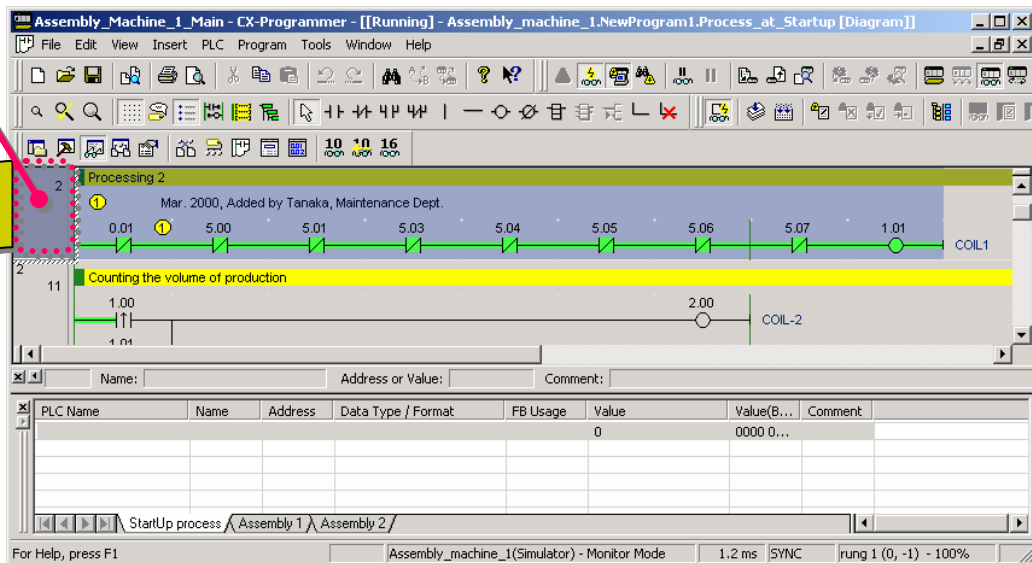 Assembly_Machine_1_Main - CX-Programmer - [[Running] - Assembly_machine_1.NewProgram1.Process_at_Startup [Diagram]]
File Edit View Insert PLC Program Tools Window Help
10 10 16
2 Processing 2
1 Mar. 2000, Added by Tanaka, Maintenance Dept.
0.01 1 5.00 5.01 5.03 5.04 5.05 5.06 5.07 1.01
COIL1
2
11 Counting the volume of production
1.00 2.00
COIL-2
1.01
Name: Address or Value: Comment:
PLC Name Name Address Data Type / Format FB Usage Value Value(B... Comment
0 0000 0...
StartUp process Assembly 1 Assembly 2
For Help, press F1 Assembly_machine_1(Simulator) - Monitor Mode 1.2 ms SYNC rung 1 (0, -1) - 100%